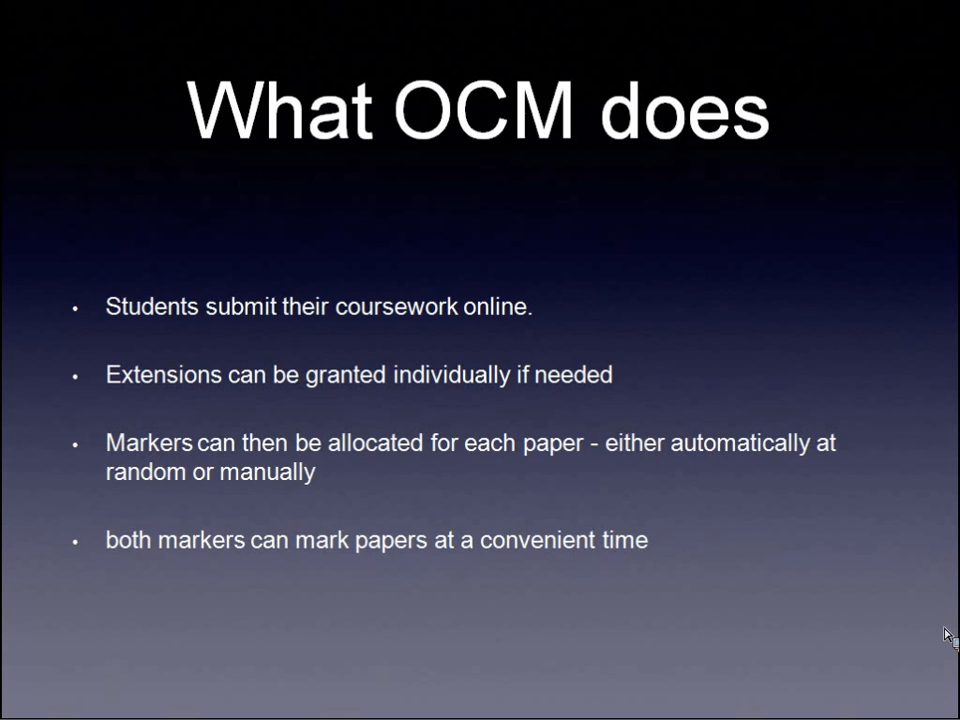 What OCM does
• Students submit their coursework online.
• Extensions can be granted individually if needed
• Markers can then be allocated for each paper - either automatically at
random or manually
• both markers can mark papers at a convenient time